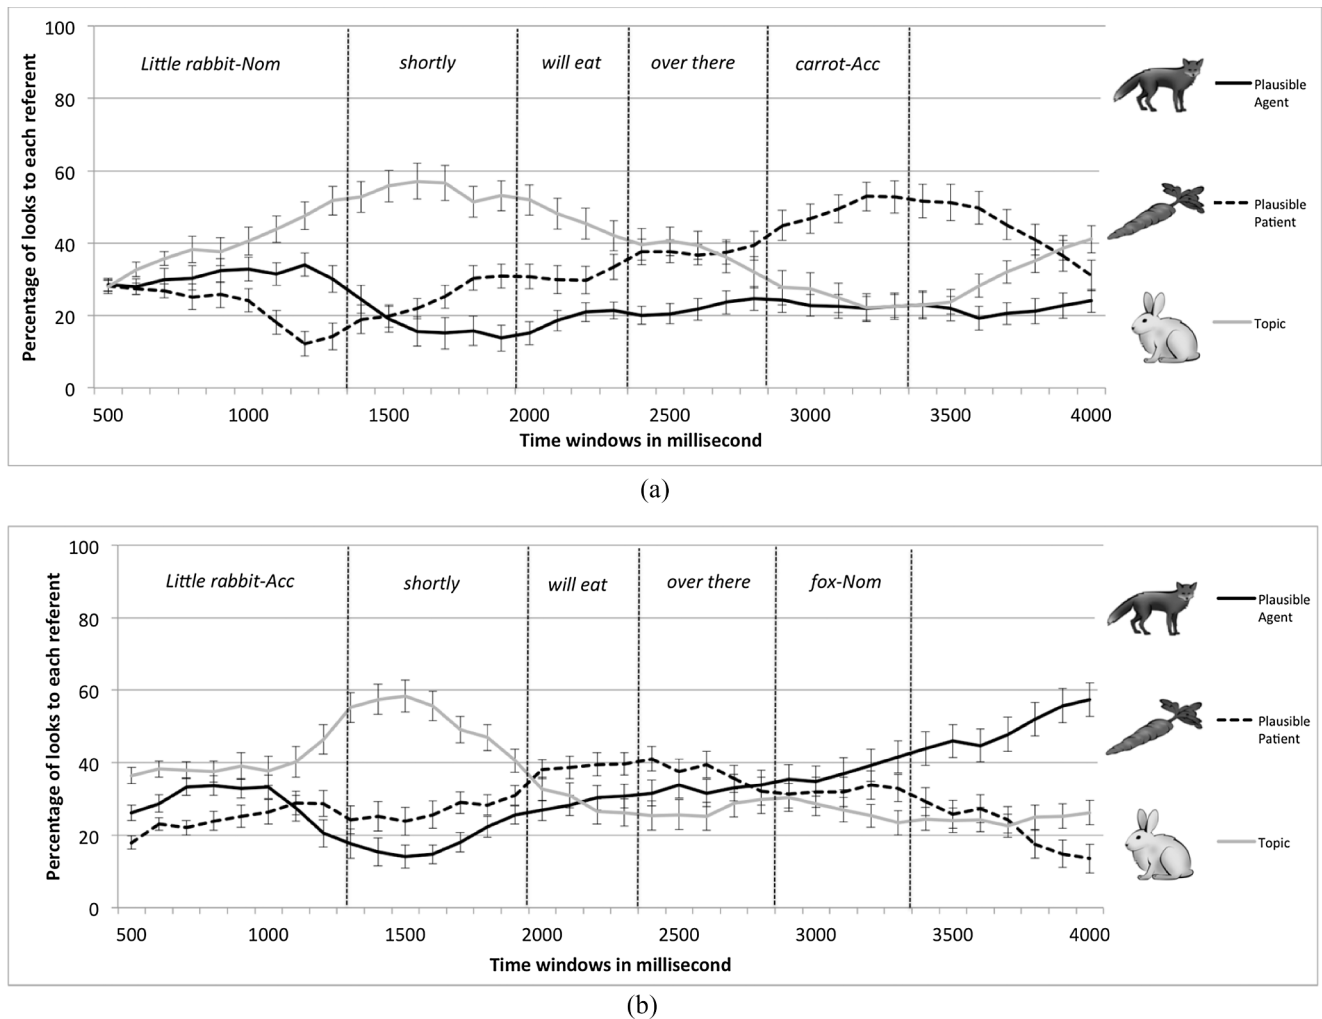 100
80
60
40
20
0
Percentage of looks to each referent
Little rabbit-Nom
shortly
will eat
over there
carrot-Acc
Plausible
Agent
Plausible
Patient
Topic
500 1000 1500 2000 2500 3000 3500 4000
Time windows in millisecond
(a)
100
80
60
40
20
0
Percentage of looks to each referent
Little rabbit-Acc
shortly
will eat
over there
fox-Nom
Plausible
Agent
Plausible
Patient
Topic
500 1000 1500 2000 2500 3000 3500 4000
Time windows in millisecond
(b)